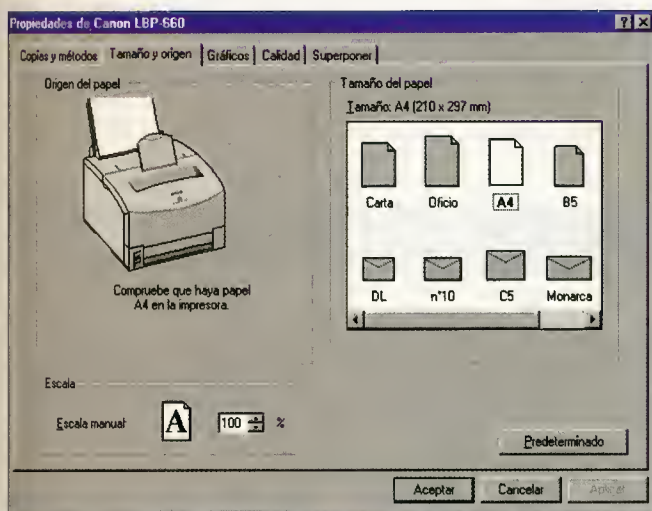 Propiedades de Canon LBP-660
Copias y métodos Tamaño y origen Gráficos Calidad Superponer
Origen del papel
Compruebe que haya papel
A4 en la impresora.
Tamaño del papel
Tamaño: A4 (210 x 297 mm)
Carta Oficio A4 B5
DL nº10 C5 Monarca
Escala
Escala manual A 100 %
Predeterminado
Aceptar Cancelar Aplicar